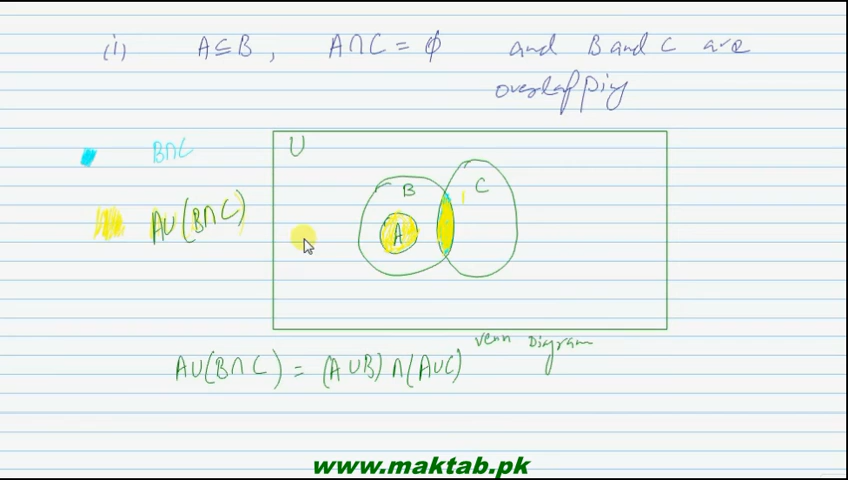 (i) A⊆B, A∩C = ϕ and B and C are
overlapping
U
B∩C
B C
A∪(B∩C)
A
Venn Diagram
A∪(B∩C) = (A∪B)∩(A∪C)
www.maktab.pk